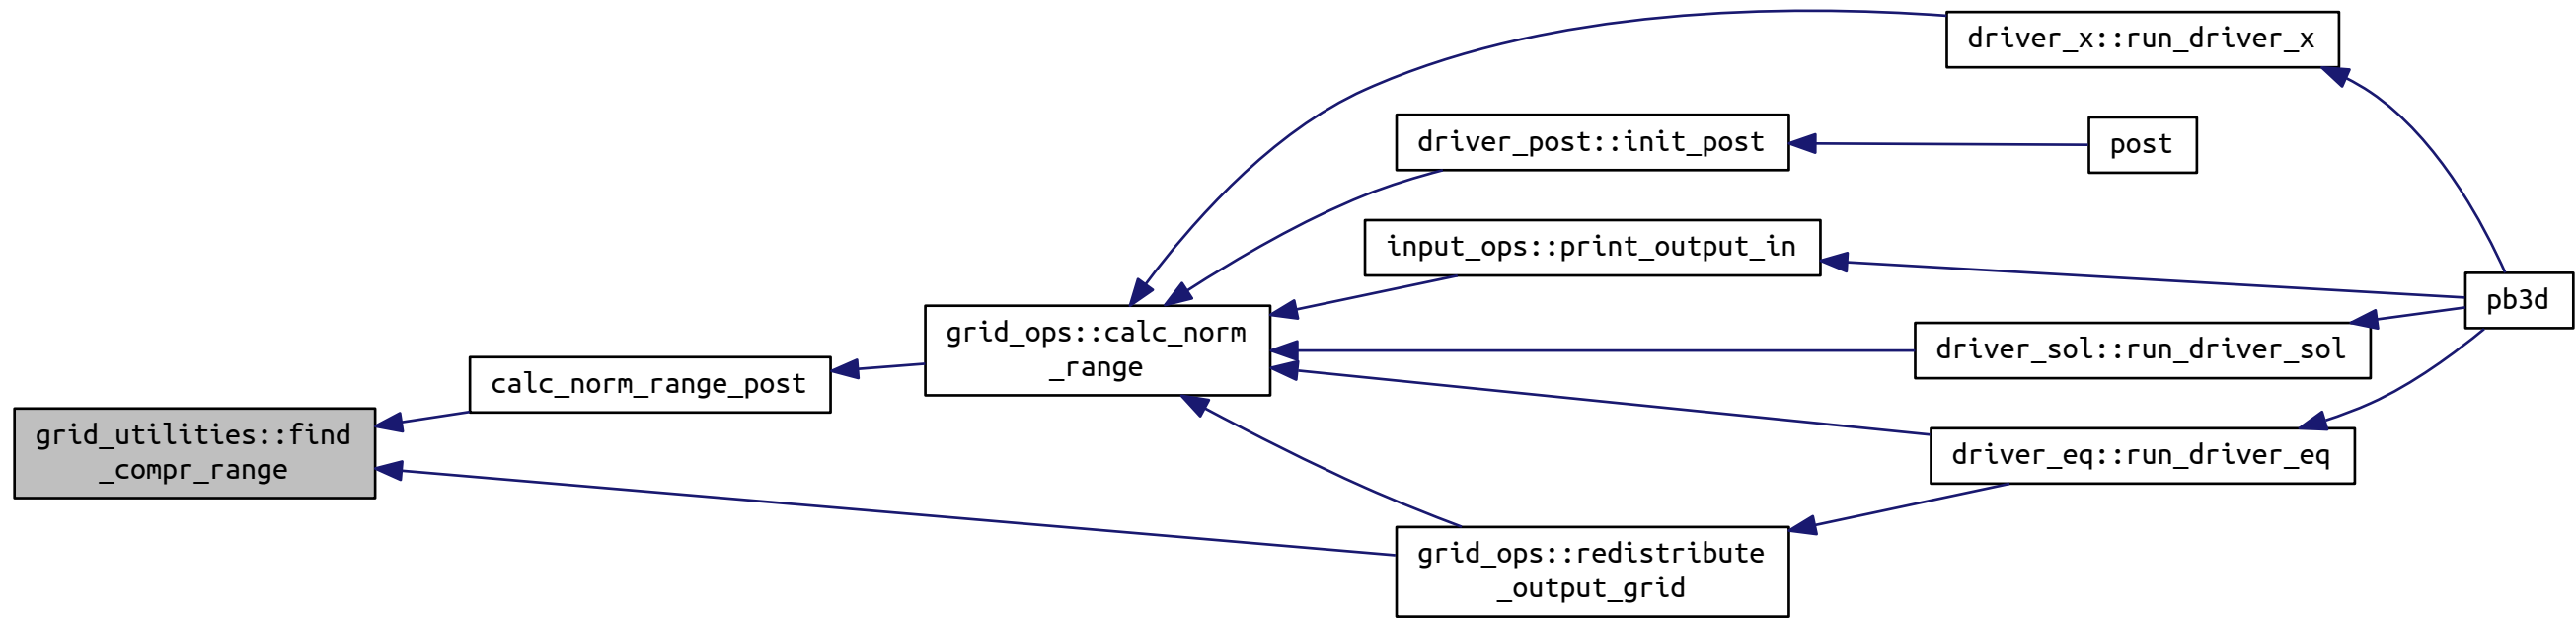 driver_x::run_driver_x
driver_post::init_post
post
input_ops::print_output_in
pb3d
grid_ops::calc_norm
_range
driver_sol::run_driver_sol
calc_norm_range_post
grid_utilities::find
_compr_range
driver_eq::run_driver_eq
grid_ops::redistribute
_output_grid